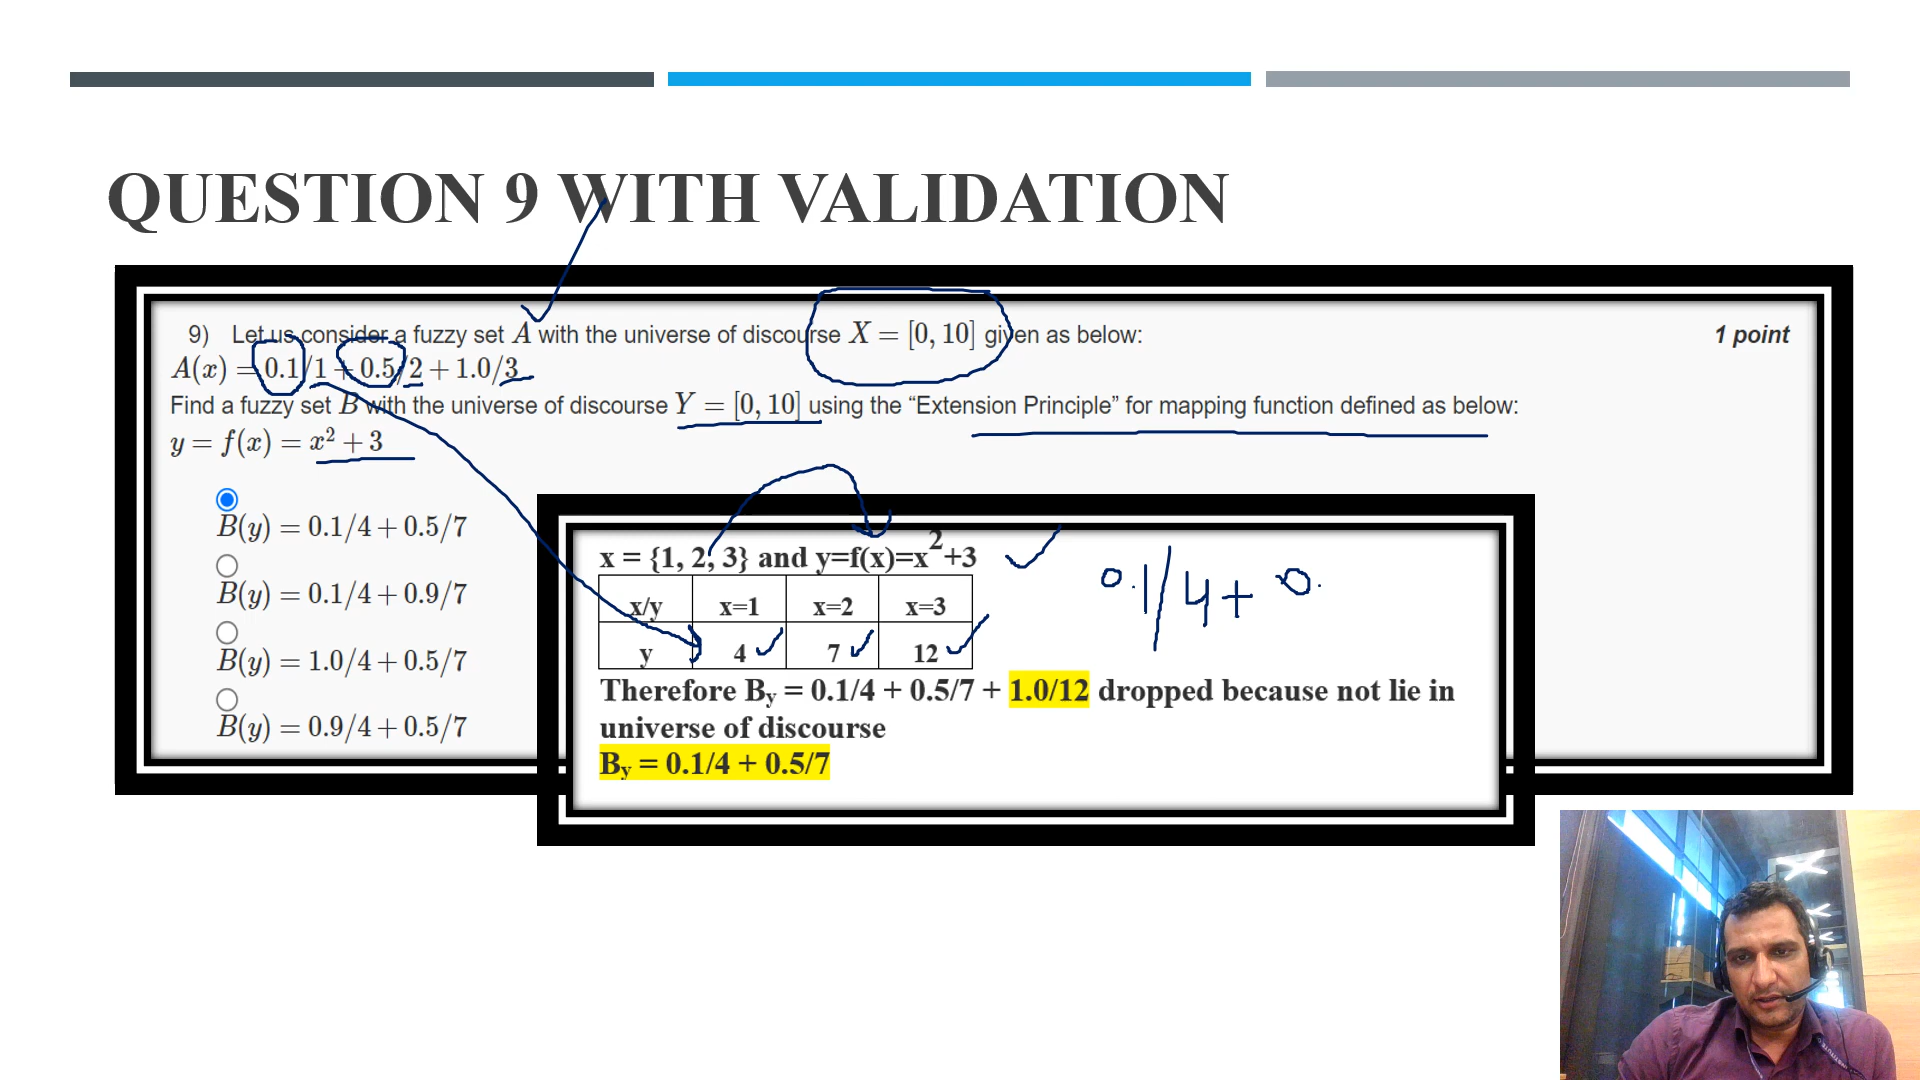 QUESTION 9 WITH VALIDATION
9) Let us consider a fuzzy set A with the universe of discourse X = [0, 10] given as below:
1 point
A(x) = 0.1/1 + 0.5/2 + 1.0/3
Find a fuzzy set B with the universe of discourse Y = [0, 10] using the “Extension Principle” for mapping function defined as below:
y = f(x) = x² + 3
B(y) = 0.1/4 + 0.5/7
B(y) = 0.1/4 + 0.9/7
B(y) = 1.0/4 + 0.5/7
B(y) = 0.9/4 + 0.5/7
x = {1, 2, 3} and y=f(x)=x²+3
x/y x=1 x=2 x=3
y 4 7 12
Therefore By = 0.1/4 + 0.5/7 + 1.0/12 dropped because not lie in
universe of discourse
By = 0.1/4 + 0.5/7
0.1/4 + 0.